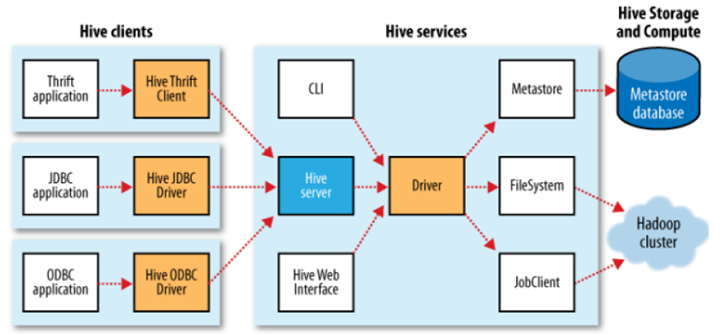 Hive clients
Hive services
Hive Storage
and Compute
Thrift
application
Hive Thrift
Client
CLI
Metastore
Metastore
database
JDBC
application
Hive JDBC
Driver
Hive
server
Driver
FileSystem
Hadoop
cluster
ODBC
application
Hive ODBC
Driver
Hive Web
Interface
JobClient